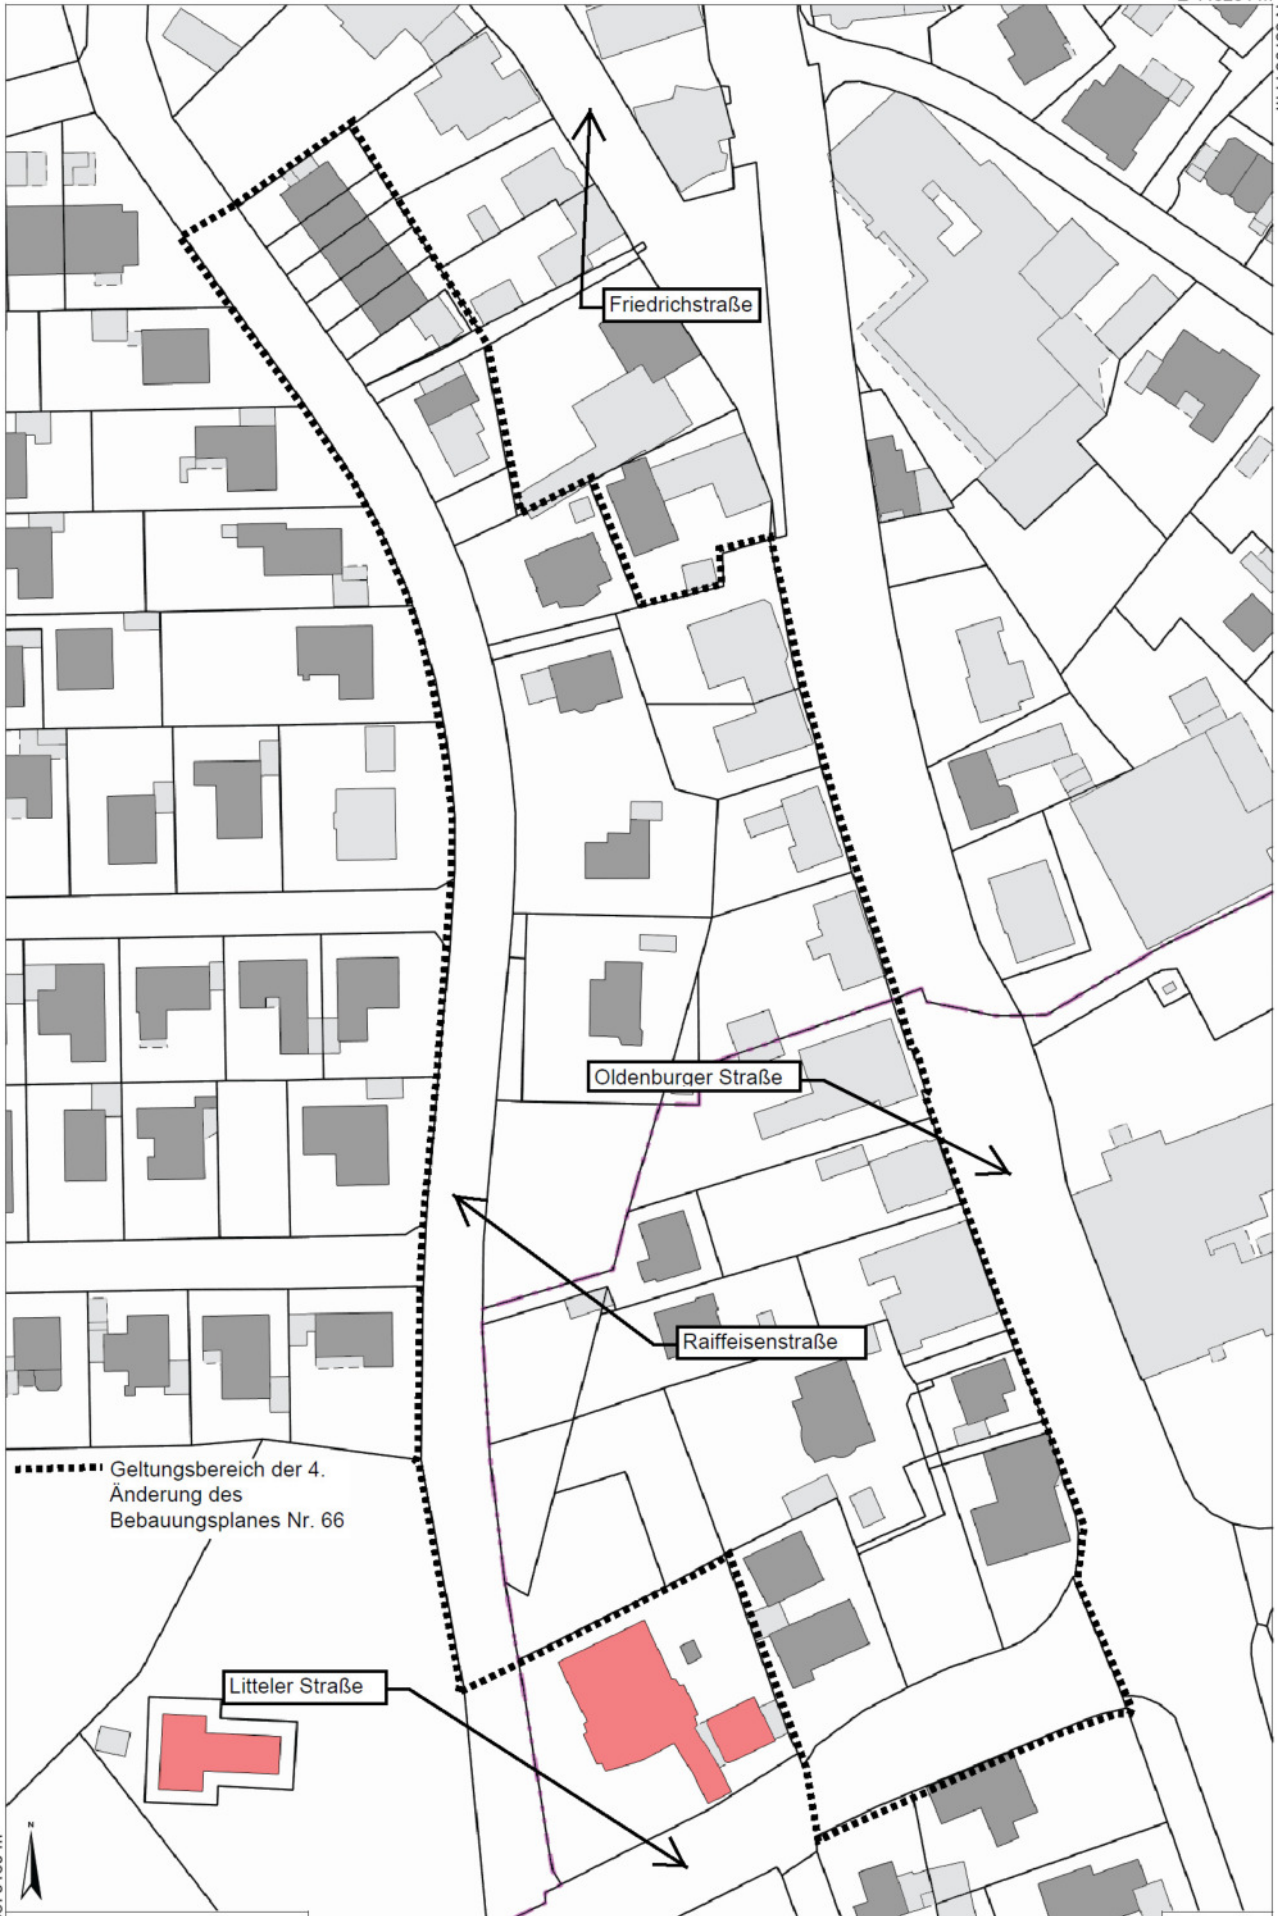 Friedrichstraße
Oldenburger Straße
Raiffeisenstraße
Geltungsbereich der 4.
Änderung des
Bebauungsplanes Nr. 66
Litteler Straße
N